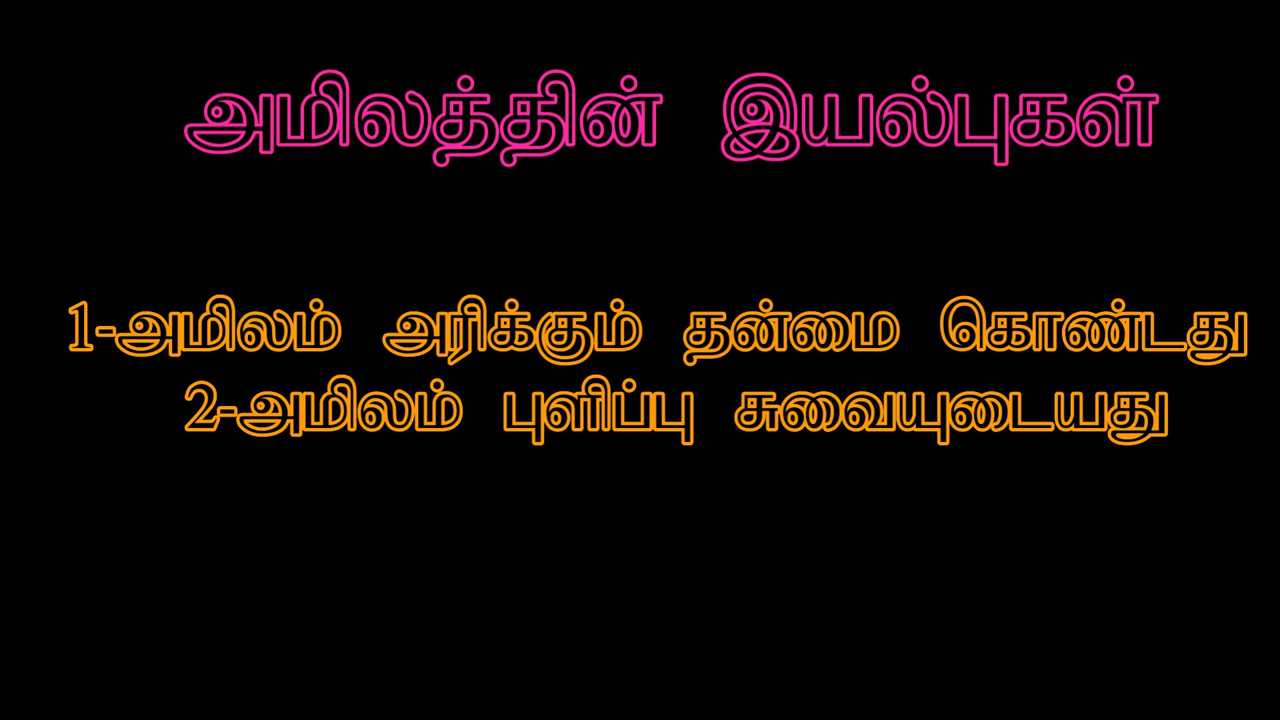 அமிலத்தின் இயல்புகள்
1-அமிலம் அரிக்கும் தன்மை கொண்டது
2-அமிலம் புளிப்பு சுவையுடையது